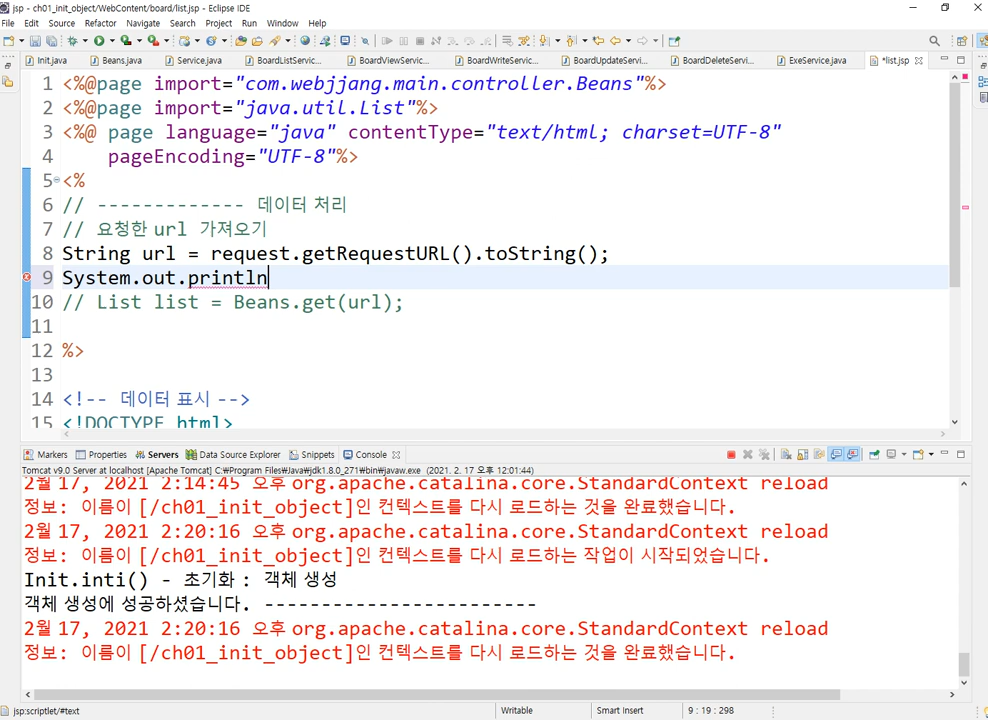 jsp - ch01_init_object/WebContent/board/list.jsp - Eclipse IDE
File Edit Source Refactor Navigate Search Project Run Window Help
Init.java Beans.java Service.java BoardListServic... BoardViewServic... BoardWriteServic... BoardUpdateServi... BoardDeleteServi... ExeService.java *list.jsp
1 <%@page import="com.webjjang.main.controller.Beans"%>
2 <%@page import="java.util.List"%>
3 <%@ page language="java" contentType="text/html; charset=UTF-8"
4 pageEncoding="UTF-8"%>
5 <%
6 // ------------- 데이터 처리
7 // 요청한 url 가져오기
8 String url = request.getRequestURL().toString();
9 System.out.println
10 // List list = Beans.get(url);
11
12 %>
13
14 <!-- 데이터 표시 -->
15 <!DOCTYPE html>
Markers Properties Servers Data Source Explorer Snippets Console
Tomcat v9.0 Server at localhost [Apache Tomcat] C:₩Program Files₩Java₩jdk1.8.0_271₩bin₩javaw.exe (2021. 2. 17 오후 12:01:44)
2월 17, 2021 2:14:45 오후 org.apache.catalina.core.StandardContext reload
정보: 이름이 [/ch01_init_object]인 컨텍스트를 다시 로드하는 것을 완료했습니다.
2월 17, 2021 2:20:16 오후 org.apache.catalina.core.StandardContext reload
정보: 이름이 [/ch01_init_object]인 컨텍스트를 다시 로드하는 작업이 시작되었습니다.
Init.inti() - 초기화 : 객체 생성
객체 생성에 성공하셨습니다. ------------------------
2월 17, 2021 2:20:16 오후 org.apache.catalina.core.StandardContext reload
정보: 이름이 [/ch01_init_object]인 컨텍스트를 다시 로드하는 것을 완료했습니다.
jsp:scriptlet/#text Writable Smart Insert 9 : 19 : 298